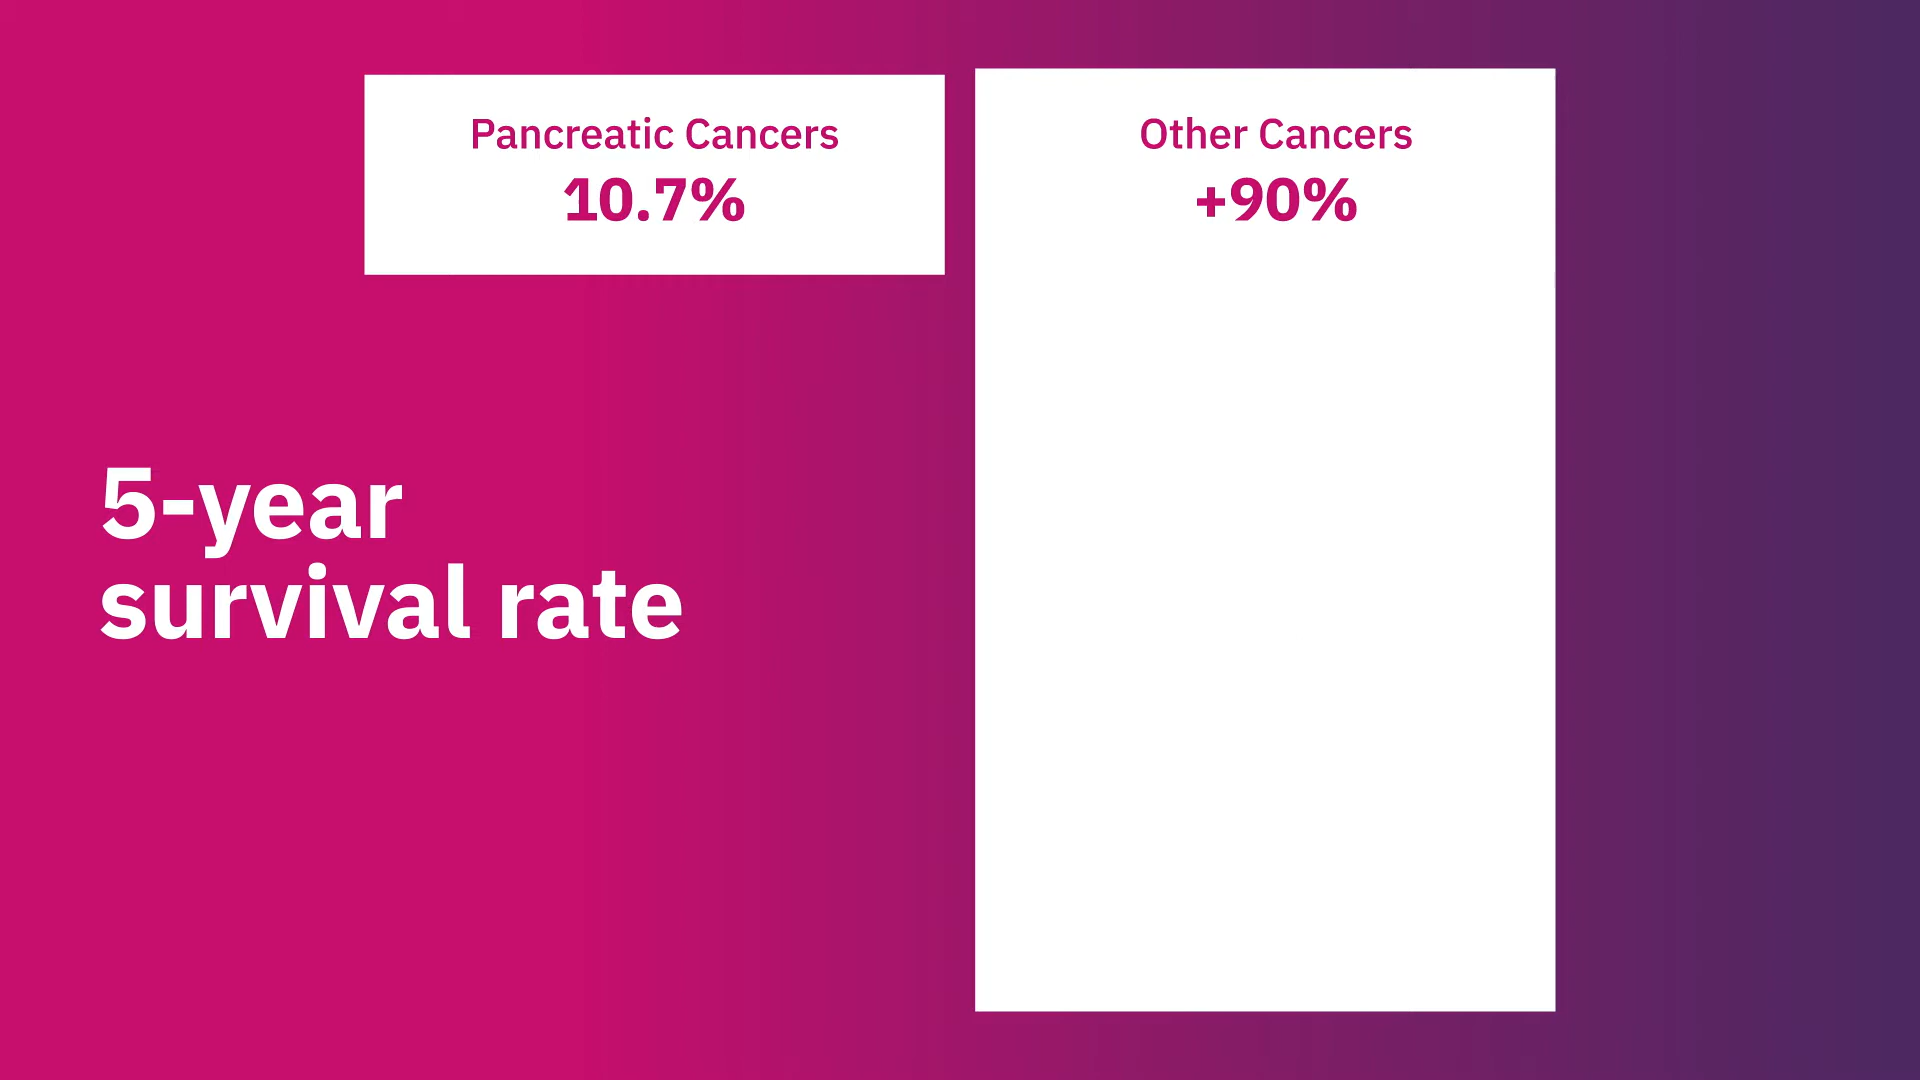 Pancreatic Cancers
10.7%
Other Cancers
+90%
5-year
survival rate